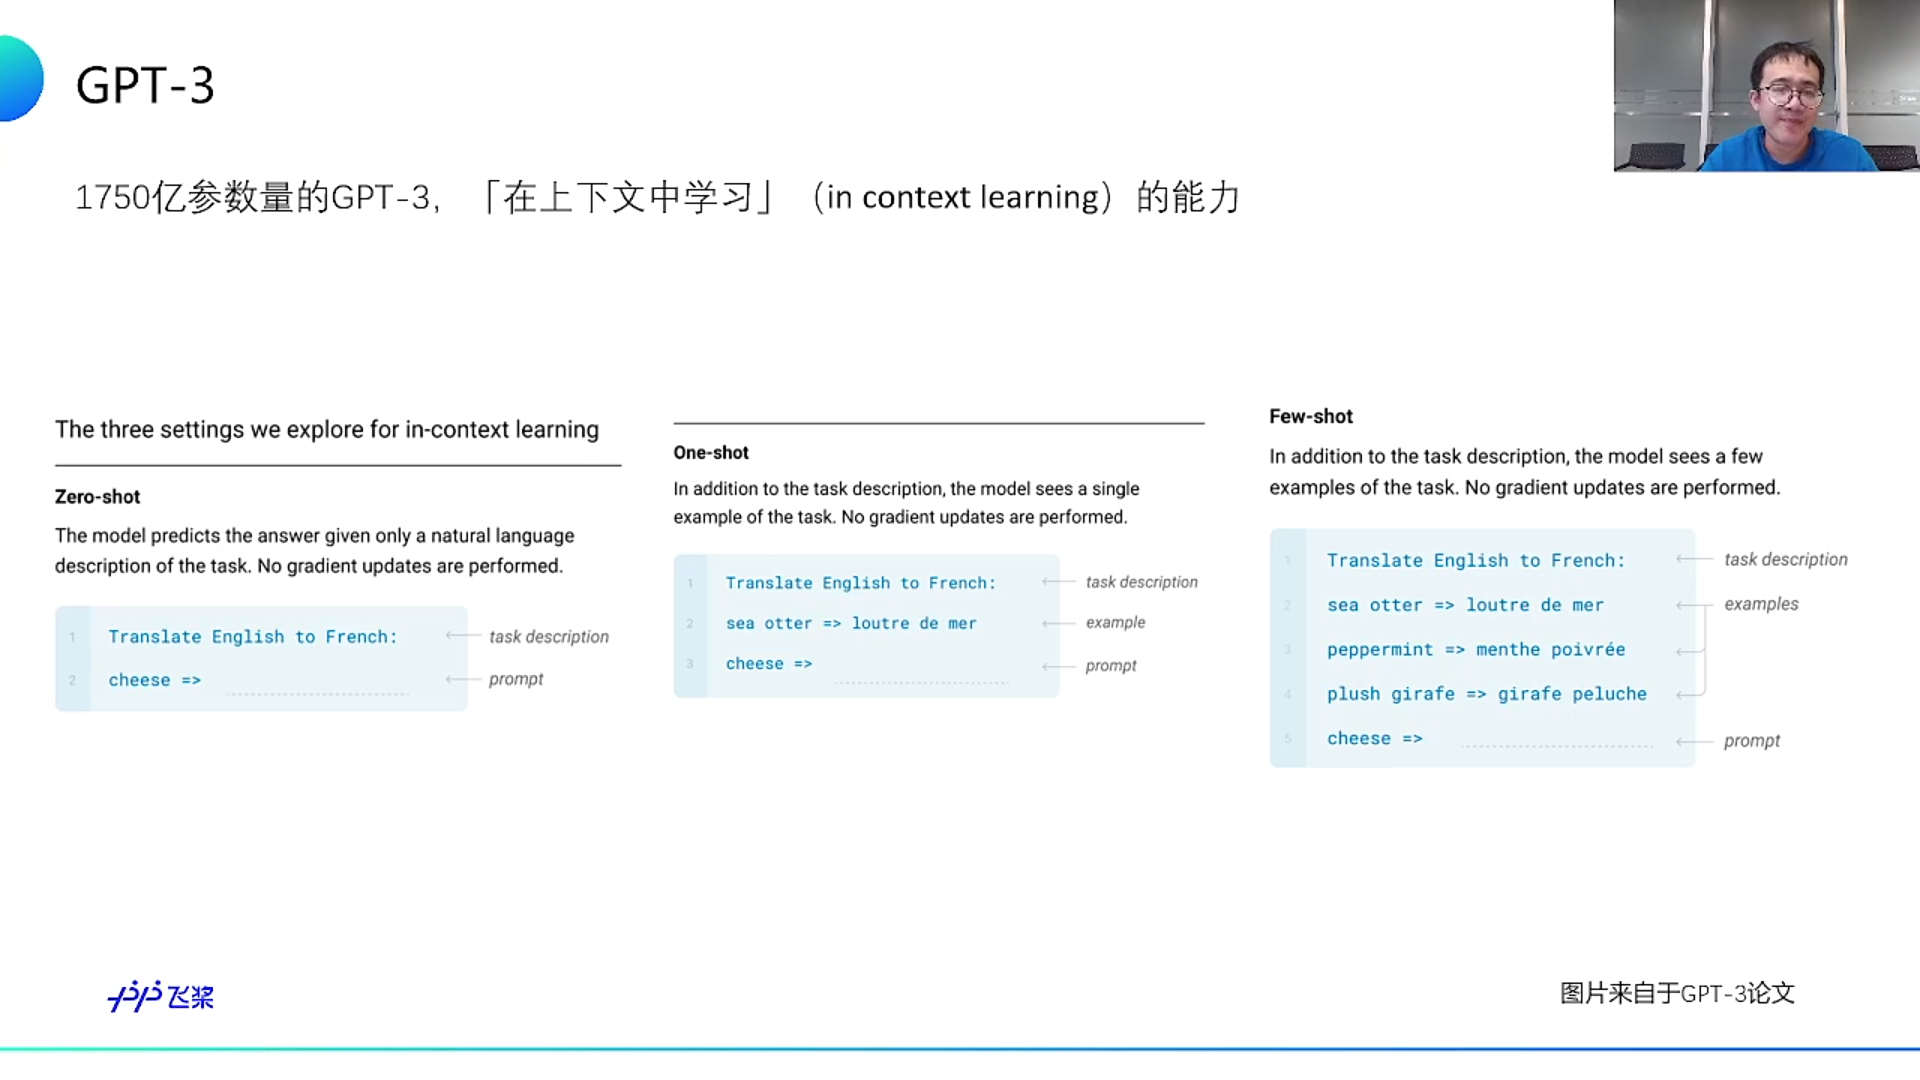 GPT-3
1750亿参数量的GPT-3，「在上下文中学习」（in context learning）的能力
The three settings we explore for in-context learning
Zero-shot
The model predicts the answer given only a natural language
description of the task. No gradient updates are performed.
1 Translate English to French: task description
2 cheese => prompt
One-shot
In addition to the task description, the model sees a single
example of the task. No gradient updates are performed.
1 Translate English to French: task description
2 sea otter => loutre de mer example
3 cheese => prompt
Few-shot
In addition to the task description, the model sees a few
examples of the task. No gradient updates are performed.
1 Translate English to French: task description
2 sea otter => loutre de mer examples
3 peppermint => menthe poivrée
4 plush girafe => girafe peluche
5 cheese => prompt
飞桨
图片来自于GPT-3论文